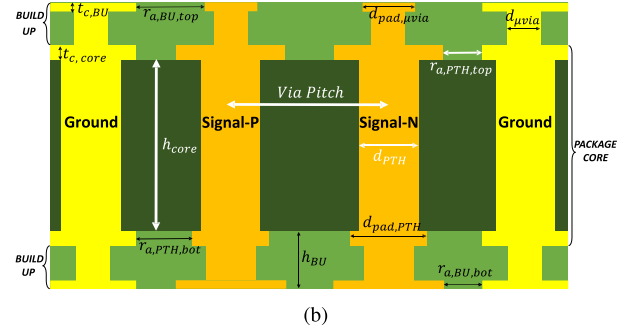 BUILD UP
t_{c,BU}
r_{a,BU,top}
d_{pad,μvia}
d_{μvia}
t_{c,core}
r_{a,PTH,top}
Via Pitch
Ground
Signal-P
Signal-N
Ground
h_{core}
d_{PTH}
PACKAGE CORE
d_{pad,PTH}
r_{a,PTH,bot}
h_{BU}
BUILD UP
r_{a,BU,bot}
(b)